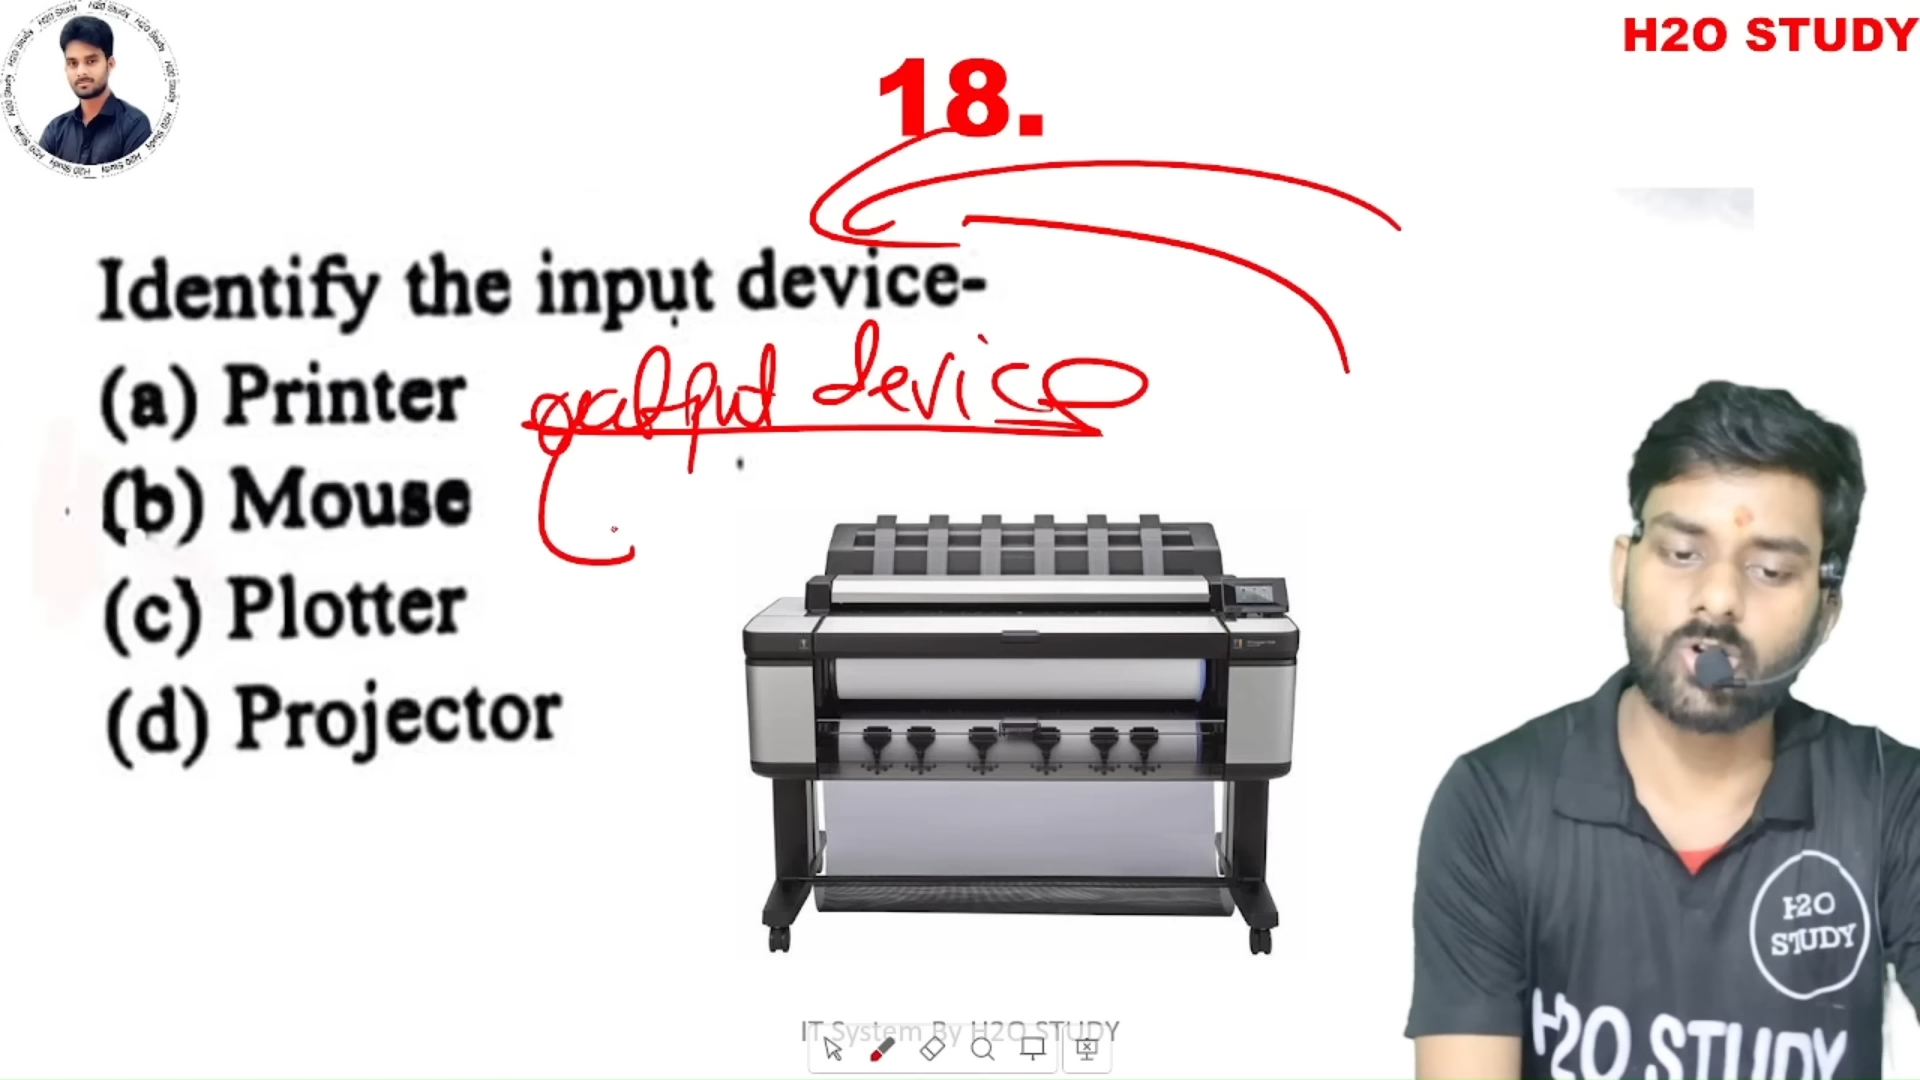 H2O STUDY
18.
Identify the input device-
(a) Printer
output device
(b) Mouse
(c) Plotter
(d) Projector
H2O
STUDY
H2O STUDY
IT System By H2O STUDY